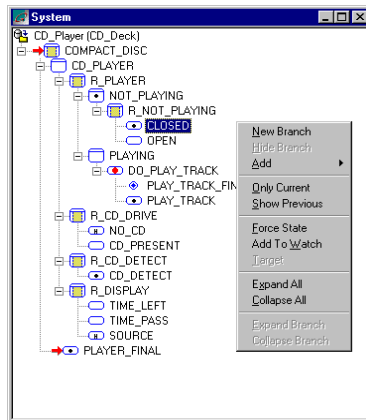 System
CD_Player (CD_Deck)
COMPACT_DISC
CD_PLAYER
R_PLAYER
NOT_PLAYING
R_NOT_PLAYING
CLOSED
OPEN
PLAYING
DO_PLAY_TRACK
PLAY_TRACK_FIN
PLAY_TRACK
R_CD_DRIVE
NO_CD
CD_PRESENT
R_CD_DETECT
CD_DETECT
R_DISPLAY
TIME_LEFT
TIME_PASS
SOURCE
PLAYER_FINAL
New Branch
Hide Branch
Add
Only Current
Show Previous
Force State
Add To Watch
Target
Expand All
Collapse All
Expand Branch
Collapse Branch